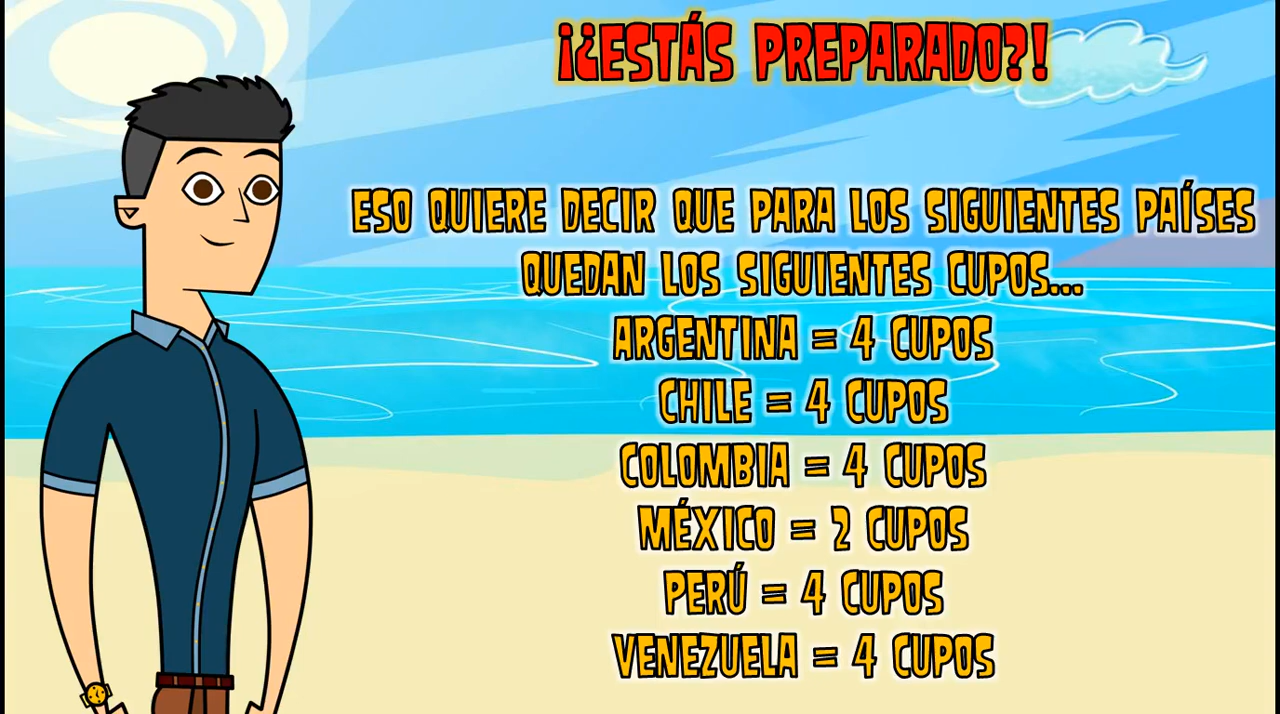 ¡¿ESTÁS PREPARADO?!
ESO QUIERE DECIR QUE PARA LOS SIGUIENTES PAÍSES
QUEDAN LOS SIGUIENTES CUPOS...
ARGENTINA = 4 CUPOS
CHILE = 4 CUPOS
COLOMBIA = 4 CUPOS
MÉXICO = 2 CUPOS
PERÚ = 4 CUPOS
VENEZUELA = 4 CUPOS